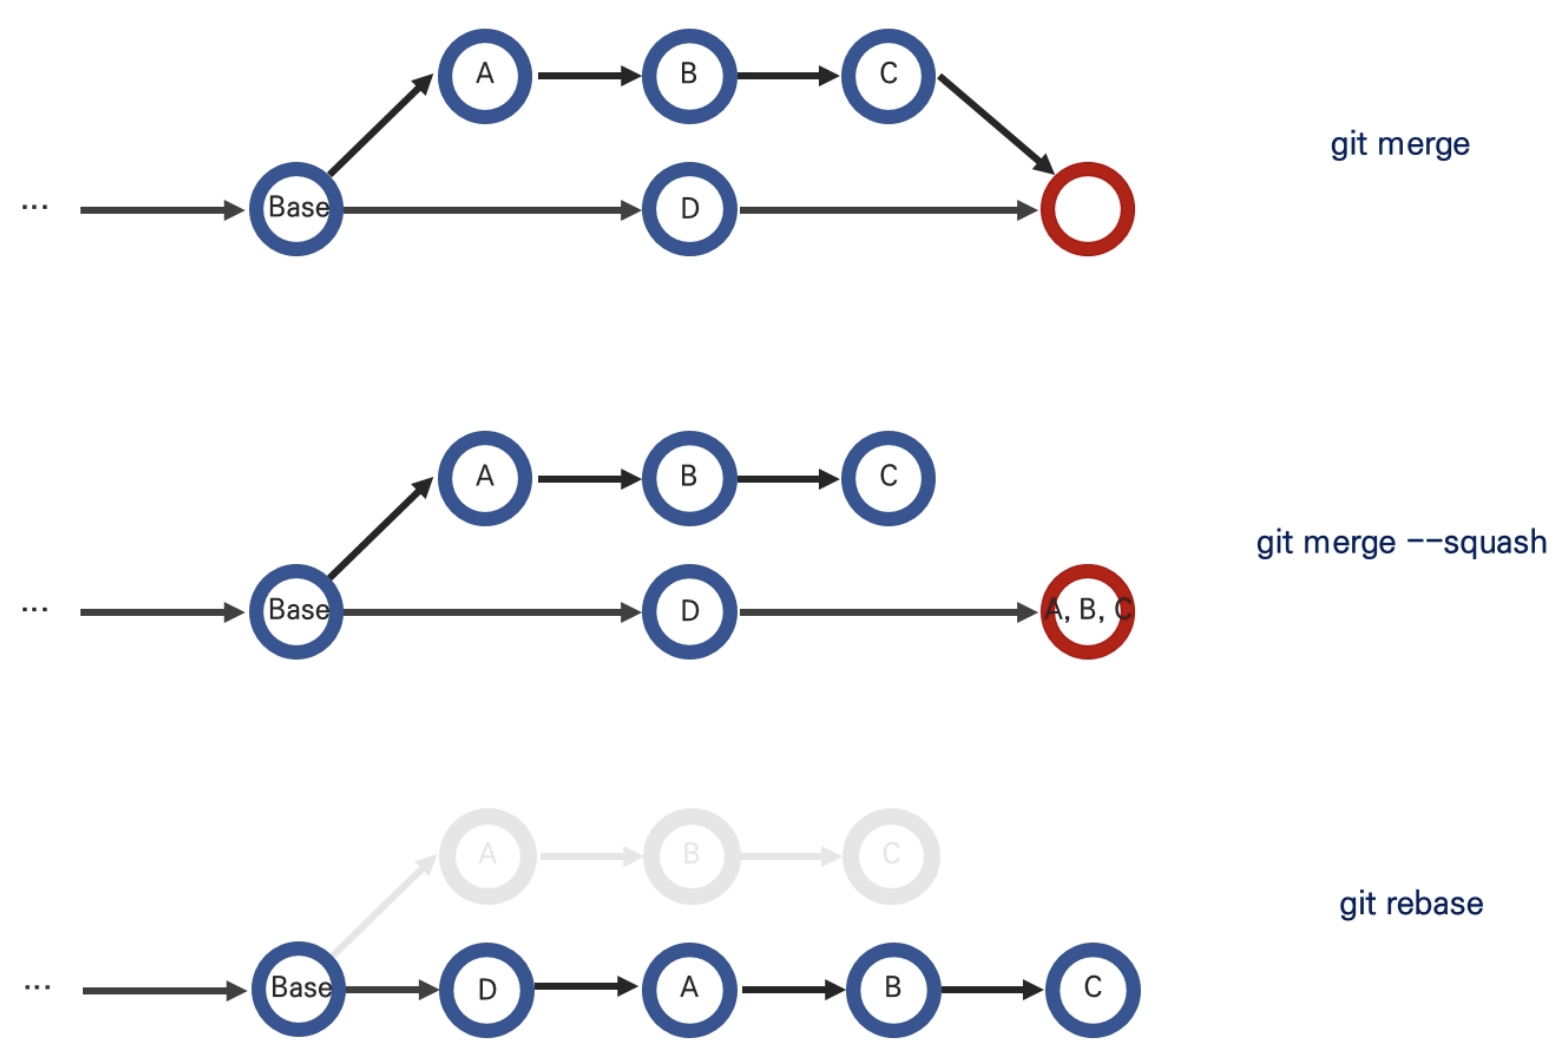 A B C
git merge
... Base D
A B C
git merge --squash
... Base D A, B, C
A B C
git rebase
... Base D A B C